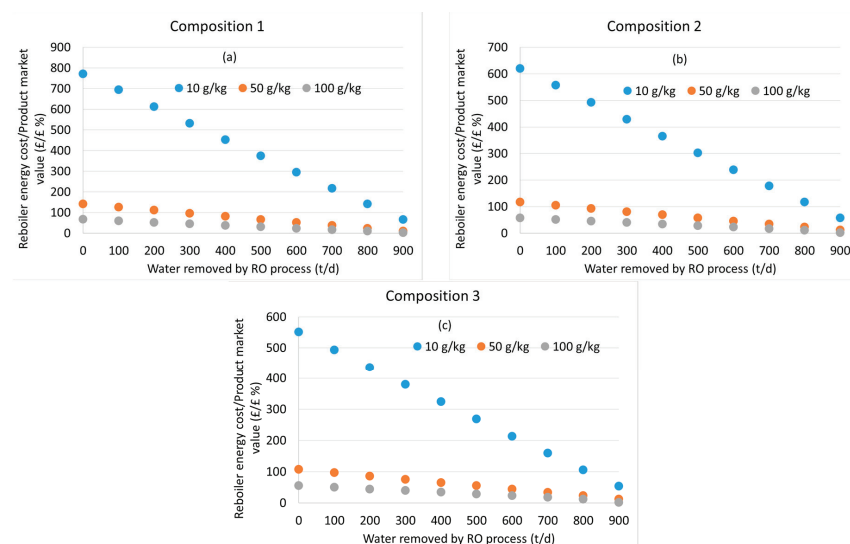 Composition 1
(a)
10 g/kg 50 g/kg 100 g/kg
Reboiler energy cost/Product market
value (£/£ %)
900
800
700
600
500
400
300
200
100
0
0 100 200 300 400 500 600 700 800 900
Water removed by RO process (t/d)
Composition 2
(b)
10 g/kg 50 g/kg 100 g/kg
Reboiler energy cost/Product market
value (£/£ %)
700
600
500
400
300
200
100
0
0 100 200 300 400 500 600 700 800 900
Water removed by RO process (t/d)
Composition 3
(c)
10 g/kg 50 g/kg 100 g/kg
Reboiler energy cost/Product market
value (£/£ %)
600
500
400
300
200
100
0
0 100 200 300 400 500 600 700 800 900
Water removed by RO process (t/d)